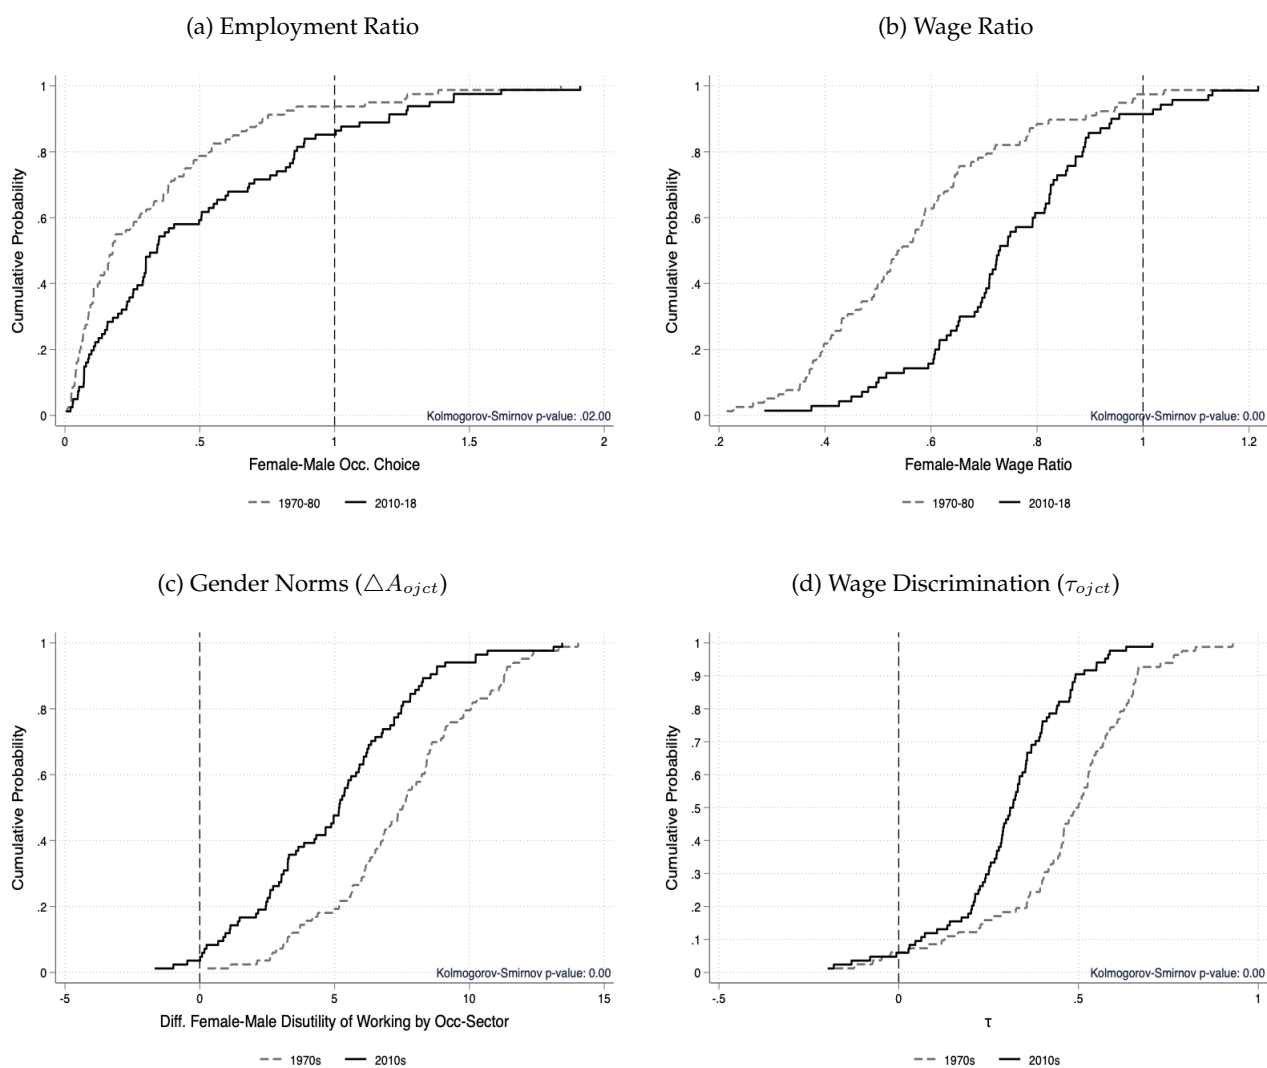 (a) Employment Ratio
Cumulative Probability
1
.8
.6
.4
.2
0
0 .5 1 1.5 2
Kolmogorov-Smirnov p-value: .02.00
Female-Male Occ. Choice
1970-80 2010-18
(b) Wage Ratio
Cumulative Probability
1
.8
.6
.4
.2
0
.2 .4 .6 .8 1 1.2
Kolmogorov-Smirnov p-value: 0.00
Female-Male Wage Ratio
1970-80 2010-18
(c) Gender Norms (△A_ojct)
Cumulative Probability
1
.8
.6
.4
.2
0
-5 0 5 10 15
Kolmogorov-Smirnov p-value: 0.00
Diff. Female-Male Disutility of Working by Occ-Sector
1970s 2010s
(d) Wage Discrimination (τ_ojct)
Cumulative Probability
1
.9
.8
.7
.6
.5
.4
.3
.2
.1
0
-.5 0 .5 1
Kolmogorov-Smirnov p-value: 0.00
τ
1970s 2010s